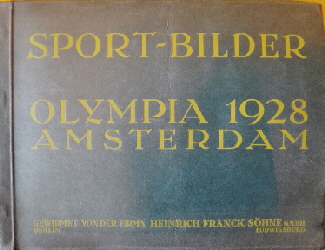 SPORT-BILDER
OLYMPIA 1928
AMSTERDAM
GEWIDMET VON DER FIRMA HEINRICH FRANCK SÖHNE G.M.B.H
BERLIN LUDWIGSBURG